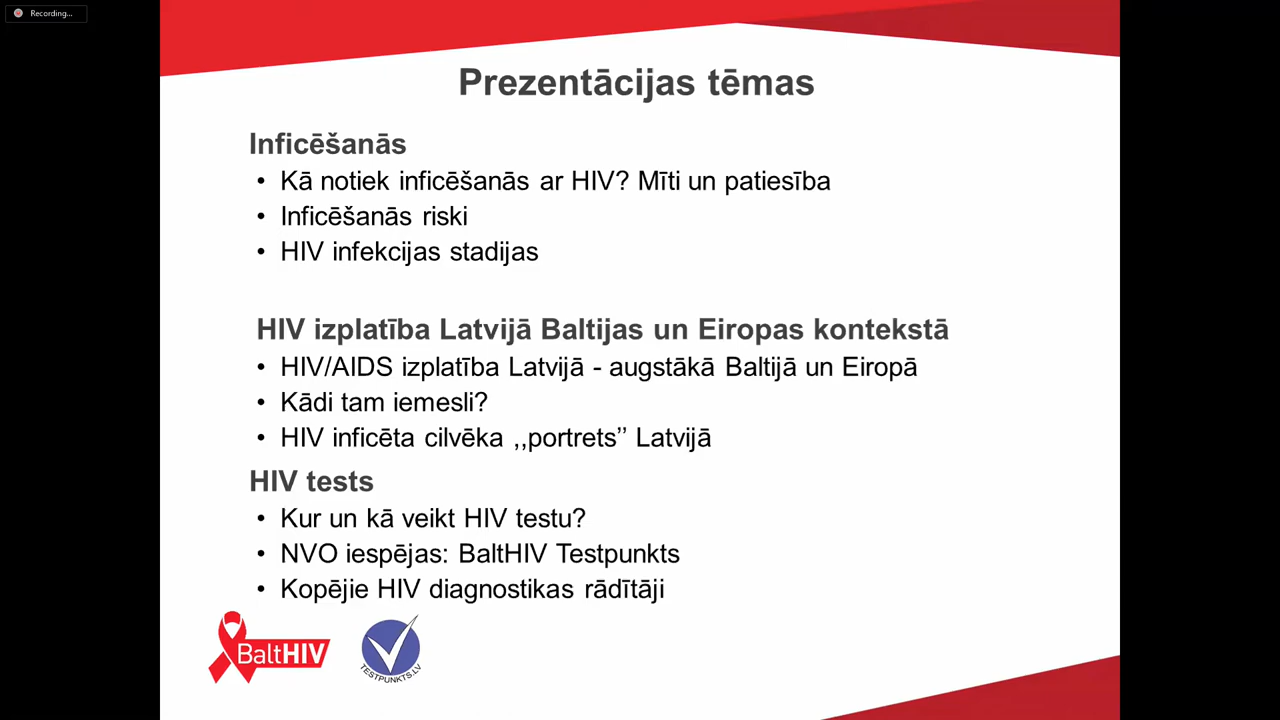 Recording...
Prezentācijas tēmas
Inficēšanās
• Kā notiek inficēšanās ar HIV? Mīti un patiesība
• Inficēšanās riski
• HIV infekcijas stadijas
HIV izplatība Latvijā Baltijas un Eiropas kontekstā
• HIV/AIDS izplatība Latvijā - augstākā Baltijā un Eiropā
• Kādi tam iemesli?
• HIV inficēta cilvēka ,,portrets’’ Latvijā
HIV tests
• Kur un kā veikt HIV testu?
• NVO iespējas: BaltHIV Testpunkts
• Kopējie HIV diagnostikas rādītāji
BaltHIV
TESTPUNKTS.LV